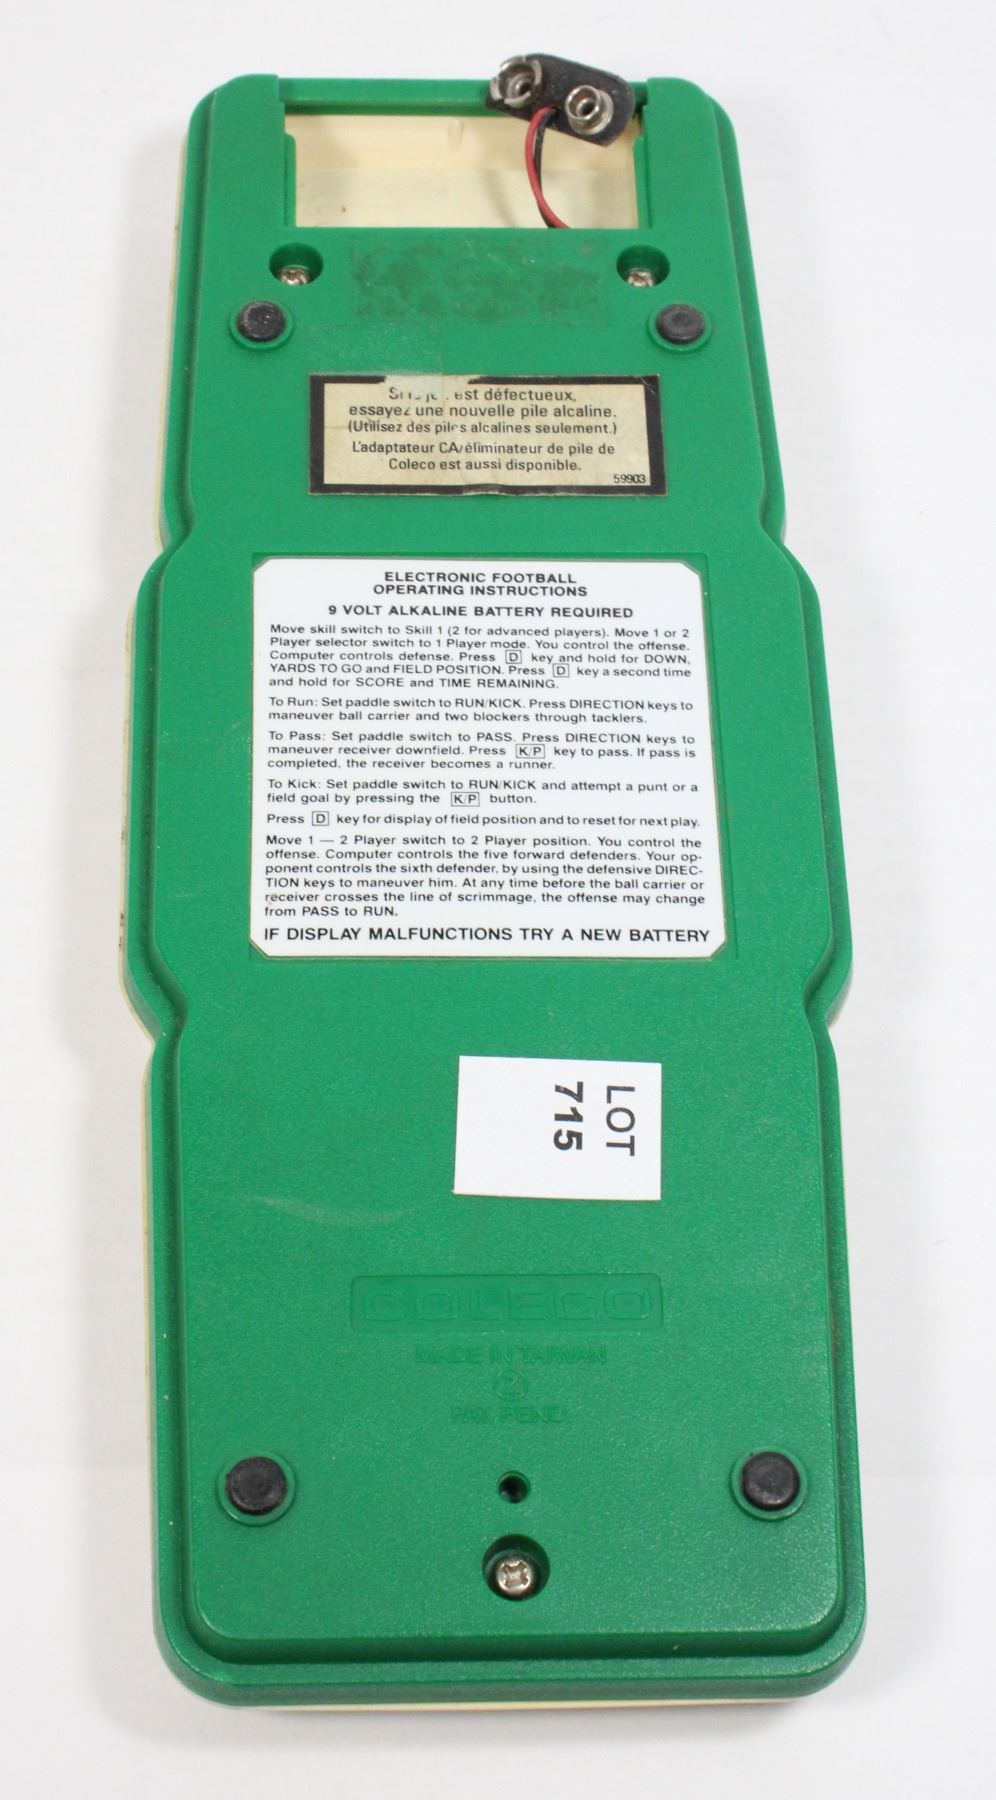 est défectueux,
essayez une nouvelle pile alcaline.
(Utilisez des piles alcalines seulement.)
L'adaptateur CA/éliminateur de pile de
Coleco est aussi disponible.
59903
ELECTRONIC FOOTBALL
OPERATING INSTRUCTIONS
9 VOLT ALKALINE BATTERY REQUIRED
Move skill switch to Skill 1 (2 for advanced players). Move 1 or 2
Player selector switch to 1 Player mode. You control the offense.
Computer controls defense. Press D key and hold for DOWN,
YARDS TO GO and FIELD POSITION. Press D key a second time
and hold for SCORE and TIME REMAINING.
To Run: Set paddle switch to RUN/KICK. Press DIRECTION keys to
maneuver ball carrier and two blockers through tacklers.
To Pass: Set paddle switch to PASS. Press DIRECTION keys to
maneuver receiver downfield. Press K/P key to pass. If pass is
completed, the receiver becomes a runner.
To Kick: Set paddle switch to RUN/KICK and attempt a punt or a
field goal by pressing the K/P button.
Press D key for display of field position and to reset for next play.
Move 1 — 2 Player switch to 2 Player position. You control the
offense. Computer controls the five forward defenders. Your op-
ponent controls the sixth defender, by using the defensive DIREC-
TION keys to maneuver him. At any time before the ball carrier or
receiver crosses the line of scrimmage, the offense may change
from PASS to RUN.
IF DISPLAY MALFUNCTIONS TRY A NEW BATTERY
LOT
715
COLECO
MADE IN TAIWAN
2
PAT. PEND.